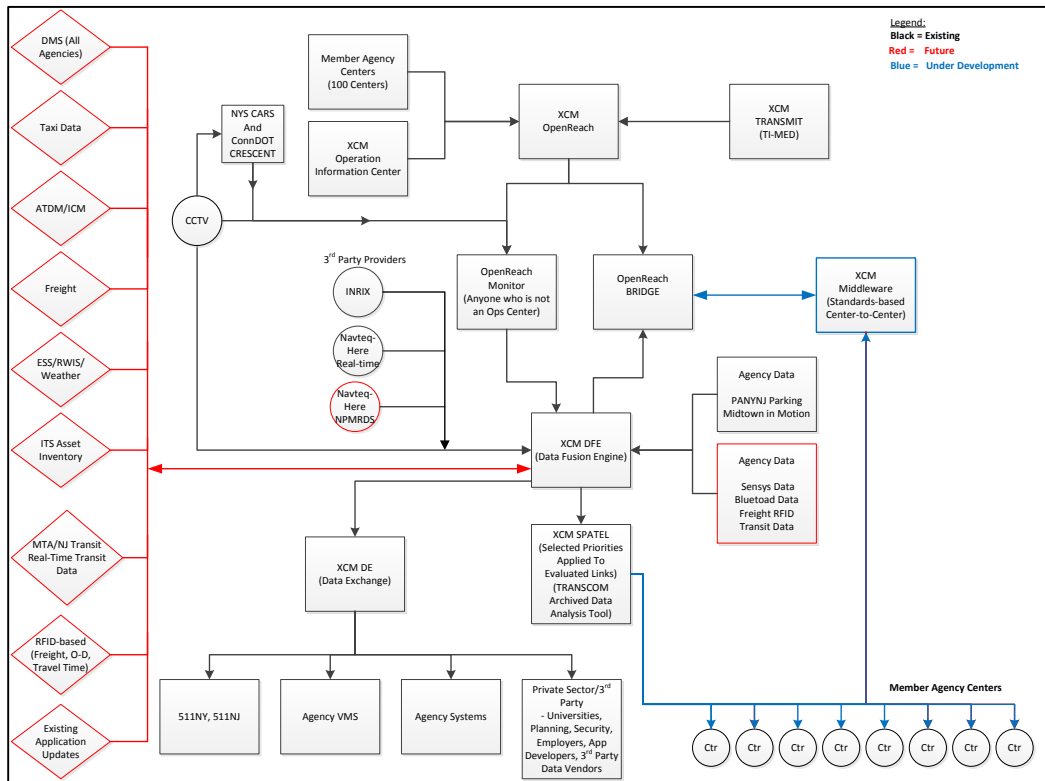 Legend:
Black = Existing
Red = Future
Blue = Under Development
DMS (All
Agencies)
Taxi Data
ATDM/ICM
Freight
ESS/RWIS/
Weather
ITS Asset
Inventory
MTA/NJ Transit
Real-Time Transit
Data
RFID-based
(Freight, O-D,
Travel Time)
Existing
Application
Updates
Member Agency
Centers
(100 Centers)
NYS CARS
And
ConnDOT
CRESCENT
XCM
Operation
Information Center
XCM
OpenReach
XCM
TRANSMIT
(TI-MED)
CCTV
3rd Party Providers
INRIX
Navteq-
Here
Real-time
Navteq-
Here
NPMRDS
OpenReach
Monitor
(Anyone who is not
an Ops Center)
OpenReach
BRIDGE
XCM
Middleware
(Standards-based
Center-to-Center)
Agency Data
PANYNJ Parking
Midtown in Motion
Agency Data
Sensys Data
Bluetoad Data
Freight RFID
Transit Data
XCM DFE
(Data Fusion Engine)
XCM DE
(Data Exchange)
XCM SPATEL
(Selected Priorities
Applied To
Evaluated Links)
(TRANSCOM
Archived Data
Analysis Tool)
511NY, 511NJ
Agency VMS
Agency Systems
Private Sector/3rd
Party
- Universities,
Planning, Security,
Employers, App
Developers, 3rd Party
Data Vendors
Member Agency Centers
Ctr
Ctr
Ctr
Ctr
Ctr
Ctr
Ctr
Ctr